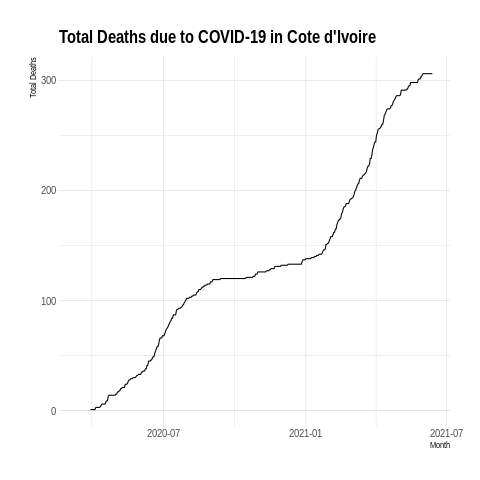 Total Deaths due to COVID-19 in Cote d'Ivoire
Total Deaths
300
200
100
0
2020-07
2021-01
2021-07
Month